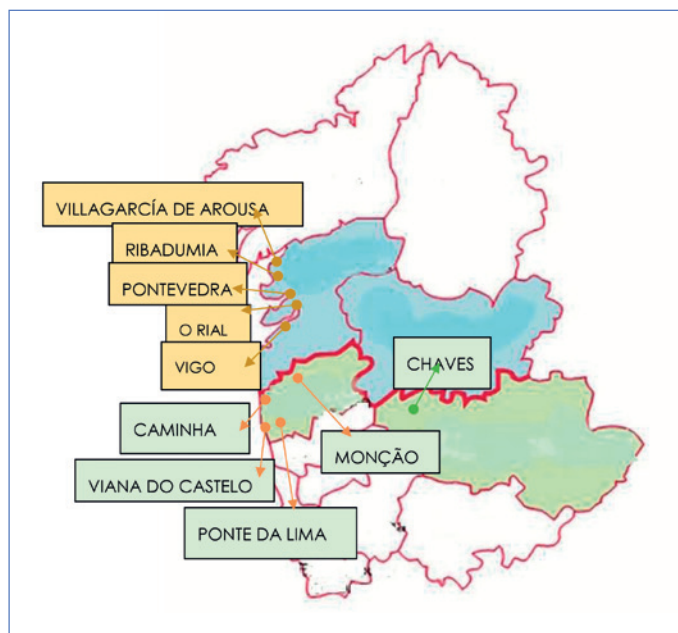 VILLAGARCÍA DE AROUSA
RIBADUMIA
PONTEVEDRA
O RIAL
VIGO
CHAVES
CAMINHA
MONÇÃO
VIANA DO CASTELO
PONTE DA LIMA